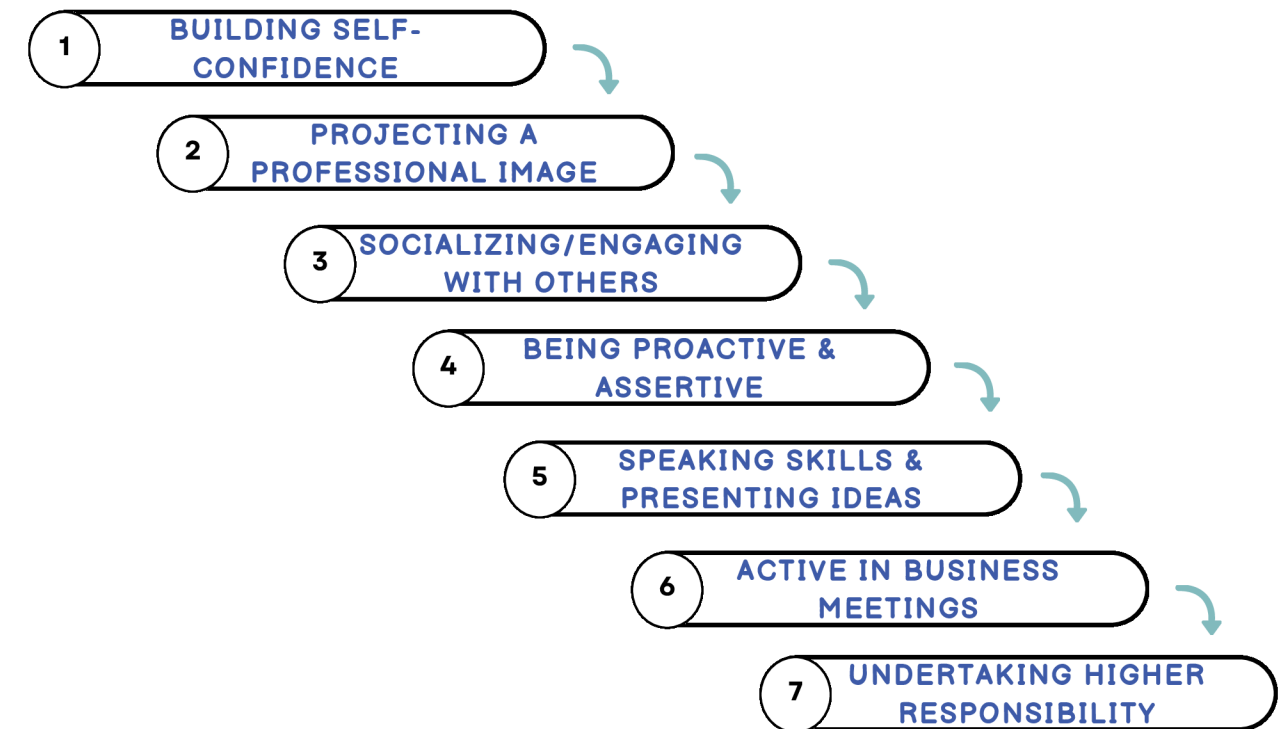 1
BUILDING SELF-
CONFIDENCE
2
PROJECTING A
PROFESSIONAL IMAGE
3
SOCIALIZING/ENGAGING
WITH OTHERS
4
BEING PROACTIVE &
ASSERTIVE
5
SPEAKING SKILLS &
PRESENTING IDEAS
6
ACTIVE IN BUSINESS
MEETINGS
7
UNDERTAKING HIGHER
RESPONSIBILITY